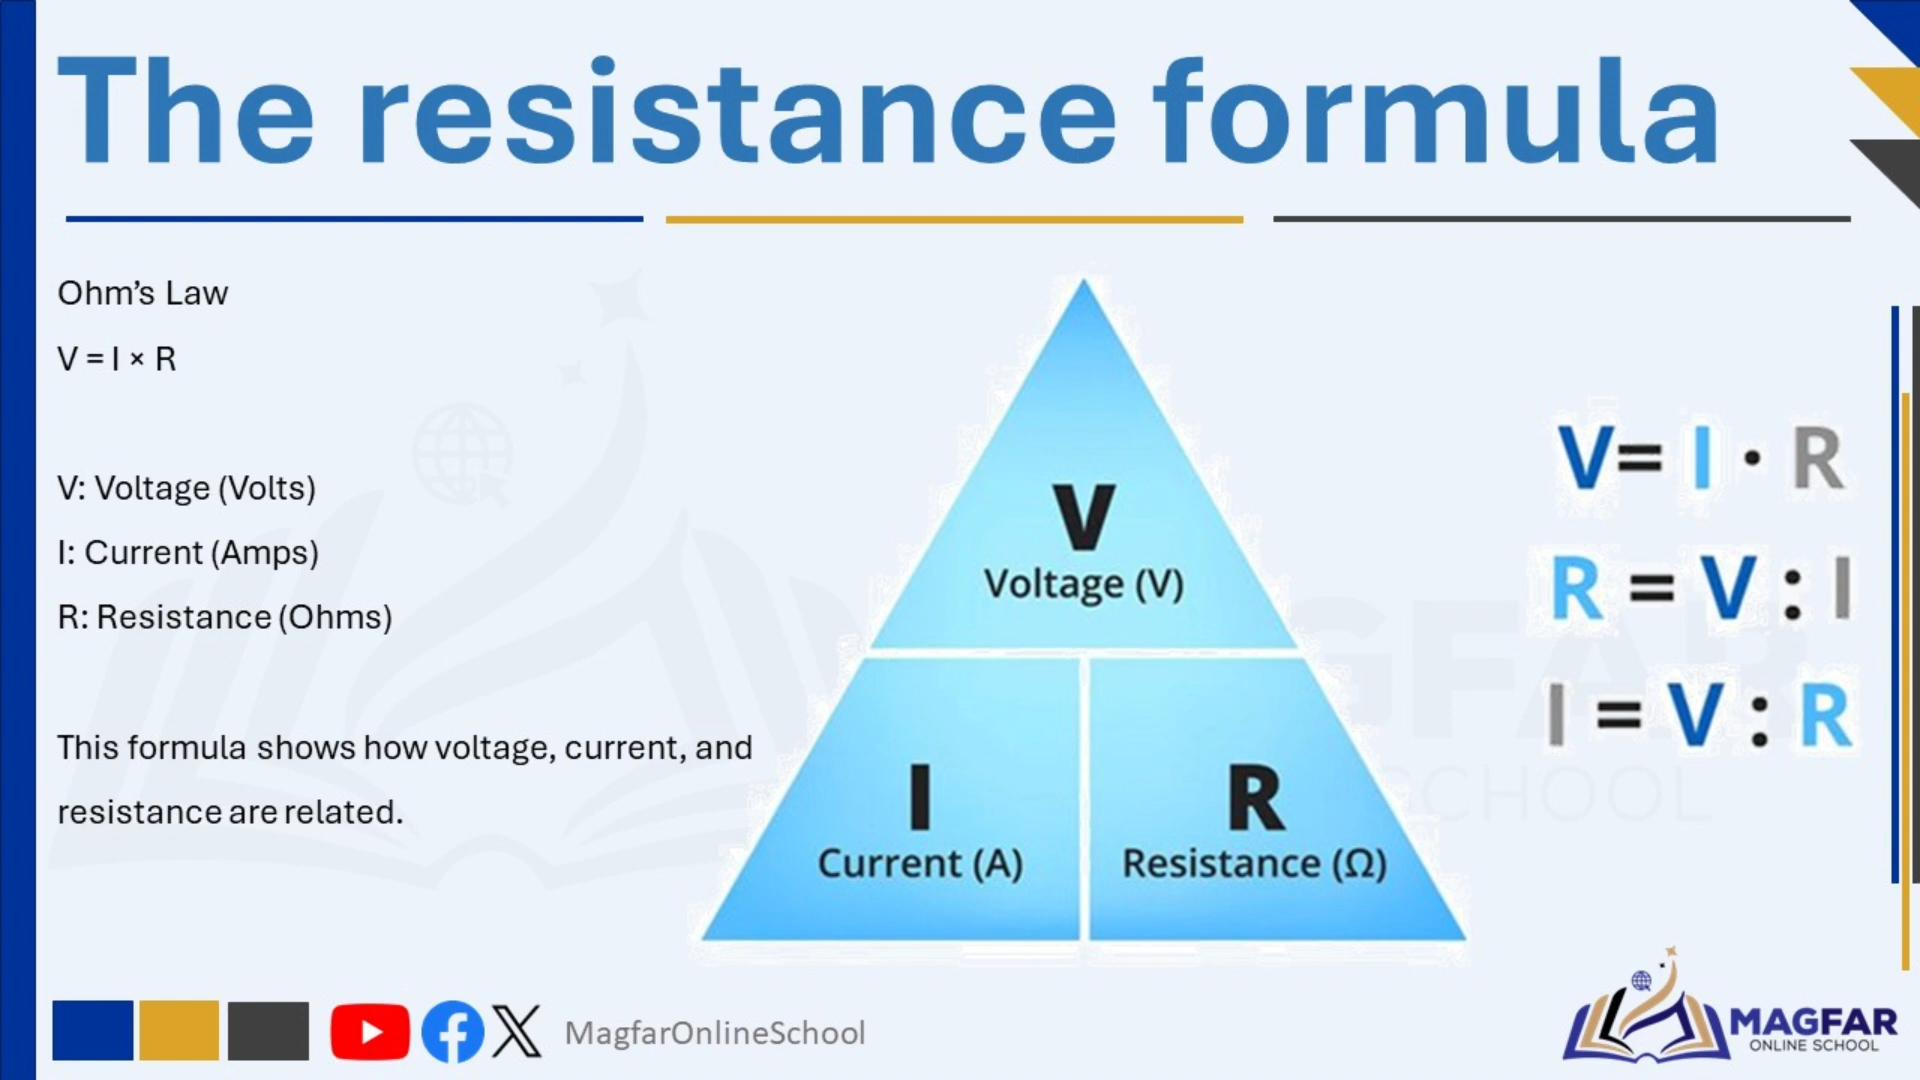 The resistance formula
Ohm’s Law
V = I × R
V: Voltage (Volts)
I: Current (Amps)
R: Resistance (Ohms)
This formula shows how voltage, current, and
resistance are related.
V
Voltage (V)
I
Current (A)
R
Resistance (Ω)
V= I · R
R = V : I
I = V : R
MagfarOnlineSchool
MAGFAR
ONLINE SCHOOL